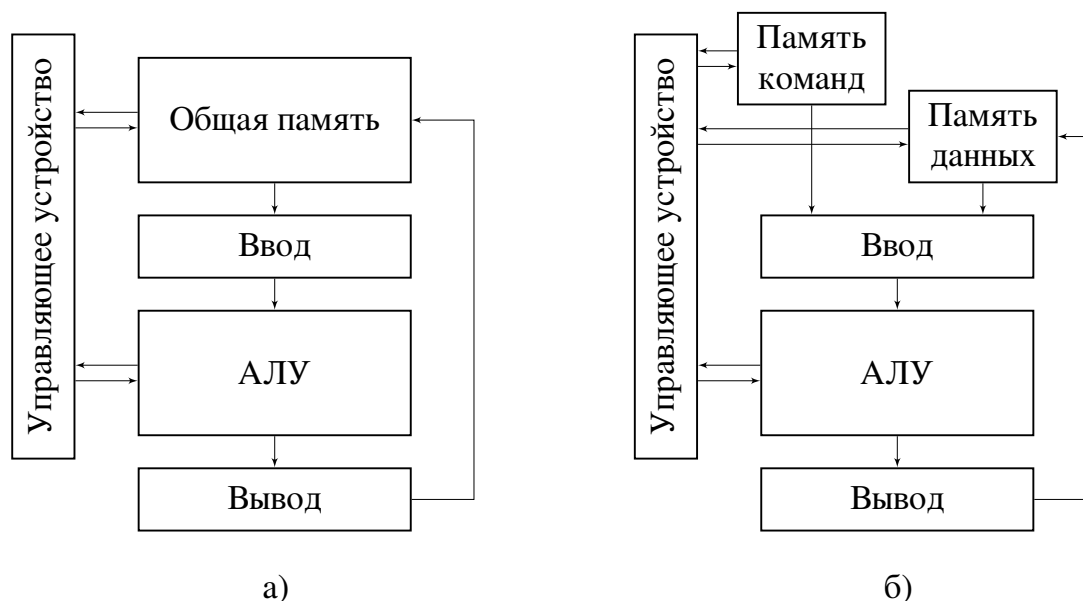 Управляющее устройство
Общая память
Ввод
АЛУ
Вывод
а)
Управляющее устройство
Память
команд
Память
данных
Ввод
АЛУ
Вывод
б)